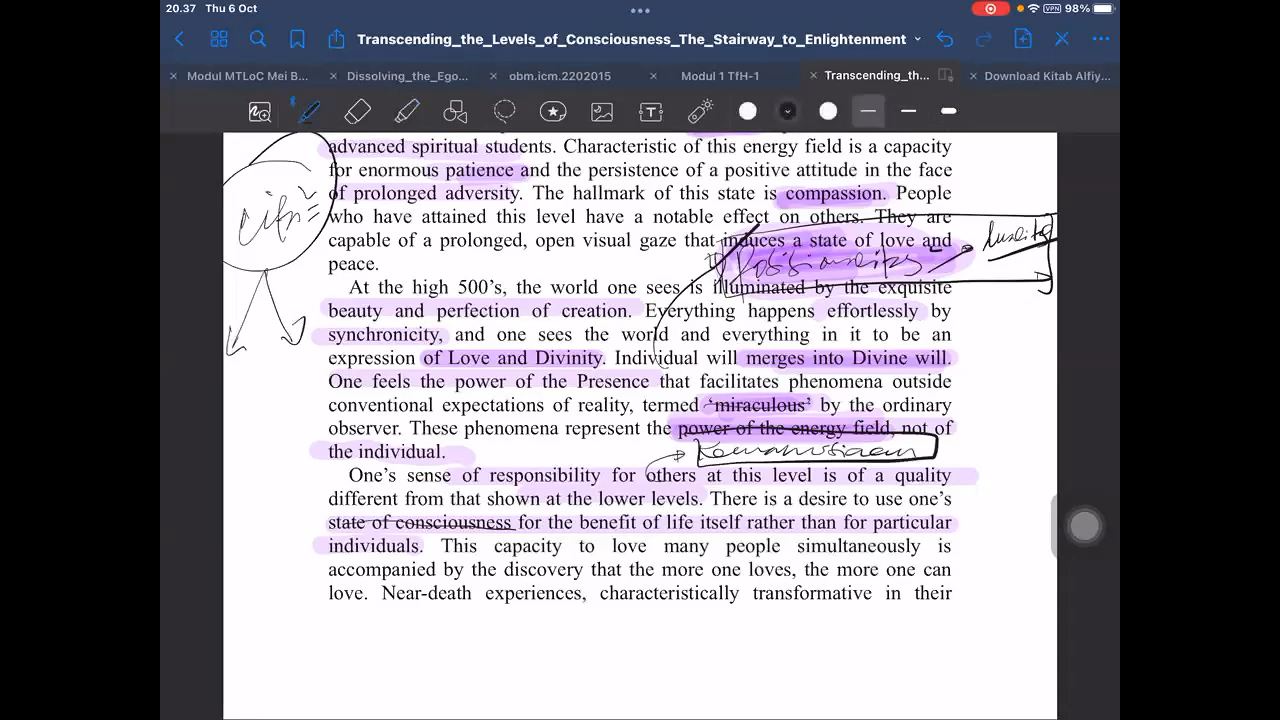 20.37 Thu 6 Oct
VPN 98%
Transcending_the_Levels_of_Consciousness_The_Stairway_to_Enlightenment
Modul MTLoC Mei B... Dissolving_the_Ego... obm.icm.2202015 Modul 1 TfH-1 Transcending_th... Download Kitab Alfiy...
advanced spiritual students. Characteristic of this energy field is a capacity
for enormous patience and the persistence of a positive attitude in the face
of prolonged adversity. The hallmark of this state is compassion. People
who have attained this level have a notable effect on others. They are
capable of a prolonged, open visual gaze that induces a state of love and
peace.
Positionality
At the high 500's, the world one sees is illuminated by the exquisite
beauty and perfection of creation. Everything happens effortlessly by
synchronicity, and one sees the world and everything in it to be an
expression of Love and Divinity. Individual will merges into Divine will.
One feels the power of the Presence that facilitates phenomena outside
conventional expectations of reality, termed ‘miraculous’ by the ordinary
observer. These phenomena represent the power of the energy field, not of
the individual.
One’s sense of responsibility for others at this level is of a quality
different from that shown at the lower levels. There is a desire to use one’s
state of consciousness for the benefit of life itself rather than for particular
individuals. This capacity to love many people simultaneously is
accompanied by the discovery that the more one loves, the more one can
love. Near-death experiences, characteristically transformative in their